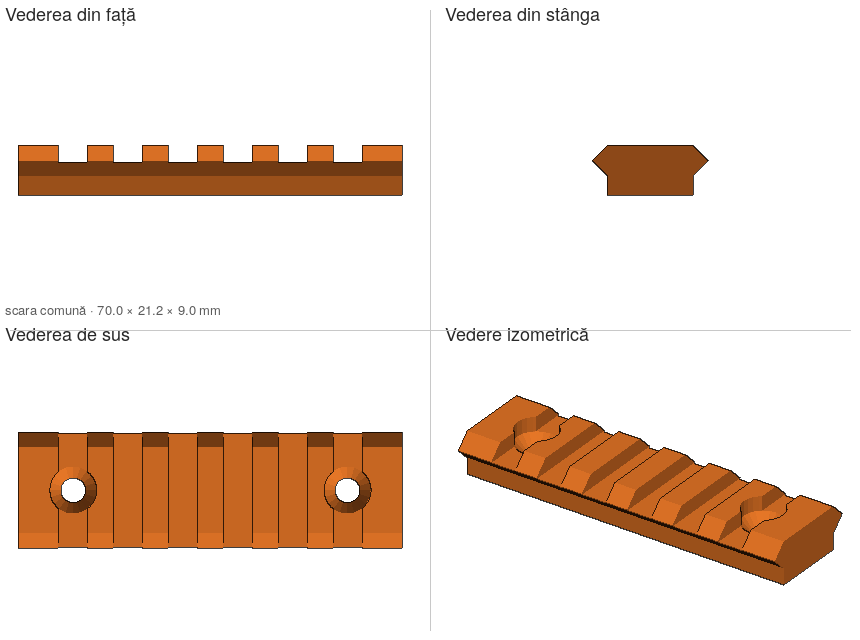 Vederea din față
Vederea din stânga
scara comună · 70.0 × 21.2 × 9.0 mm
Vederea de sus
Vedere izometrică